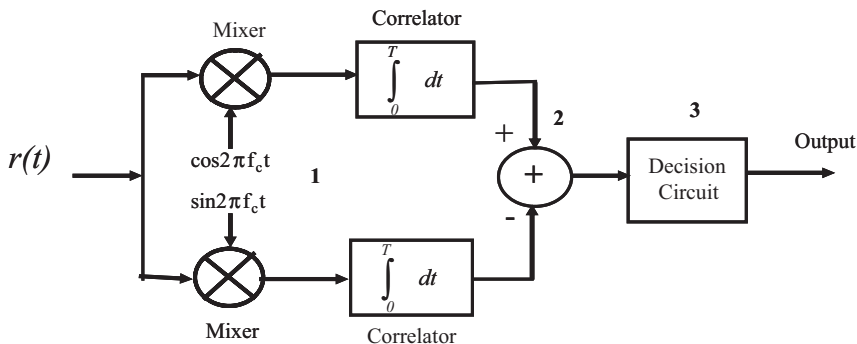 Mixer
Correlator
T
∫ dt
0
r(t)
cos2πf_ct
sin2πf_ct
1
+
2
+
-
3
Decision
Circuit
Output
T
∫ dt
0
Mixer
Correlator